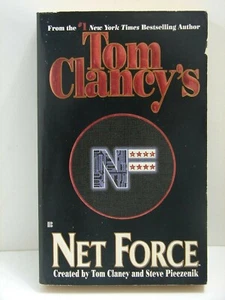 From the #1 New York Times Bestselling Author
Tom
Clancy's
NF
NET FORCE™
Created by Tom Clancy and Steve Pieczenik